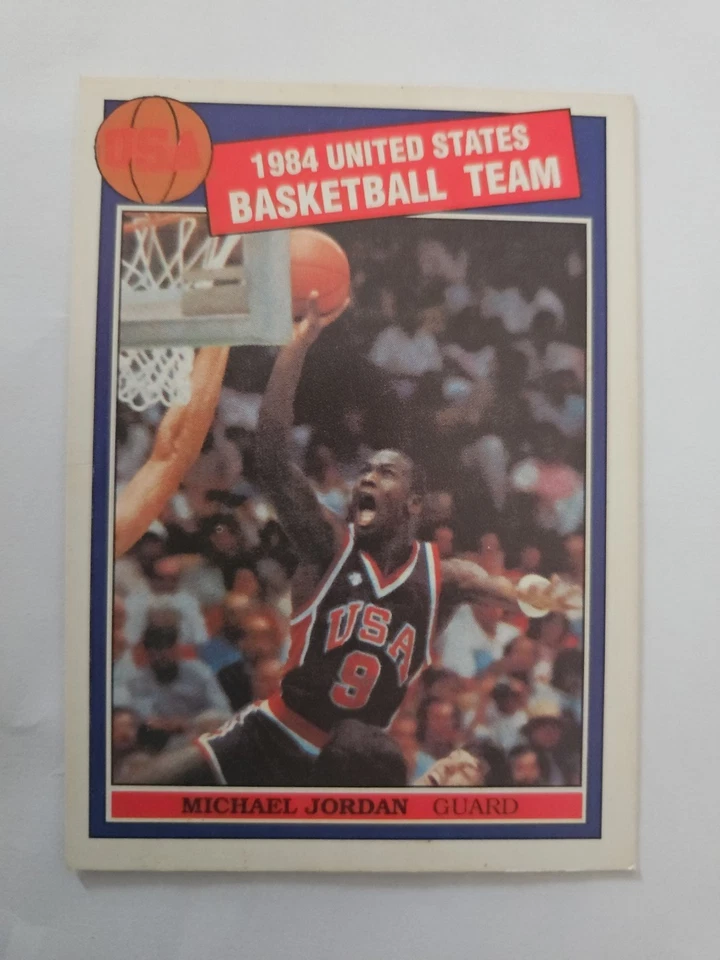 USA
1984 UNITED STATES
BASKETBALL TEAM
USA
9
MICHAEL JORDAN GUARD